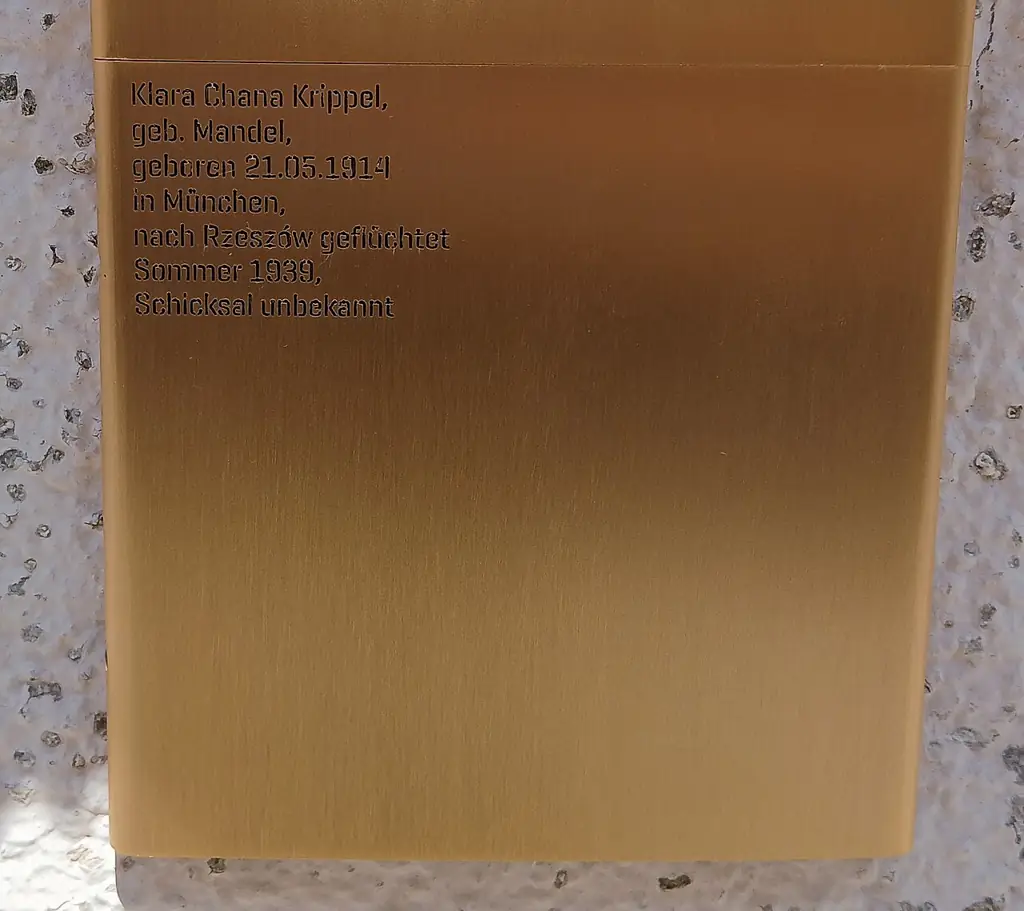 Klara Chana Krippel,
geb. Mandel,
geboren 21.05.1914
in München,
nach Rzeszów geflüchtet
Sommer 1939,
Schicksal unbekannt